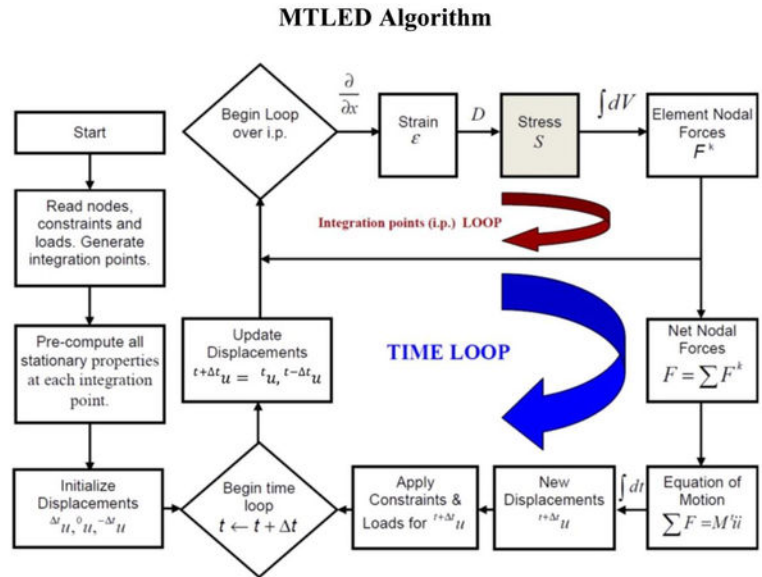 MTLED Algorithm
Start
Read nodes,
constraints and
loads. Generate
integration points.
Pre-compute all
stationary properties
at each integration
point.
Initialize
Displacements
Δt𝑢, 0𝑢, −Δt𝑢
Begin time
loop
t ← t + Δt
Update
Displacements
t+Δt𝑢 = t𝑢, t−Δt𝑢
Begin Loop
over i.p.
∂
∂x
Strain
ε
D
Stress
S
∫dV
Element Nodal
Forces
F^k
Integration points (i.p.) LOOP
TIME LOOP
Net Nodal
Forces
F = ∑ F^k
Equation of
Motion
∑ F = M tü
∫dt
New
Displacements
t+Δt𝑢
Apply
Constraints &
Loads for t+Δt𝑢